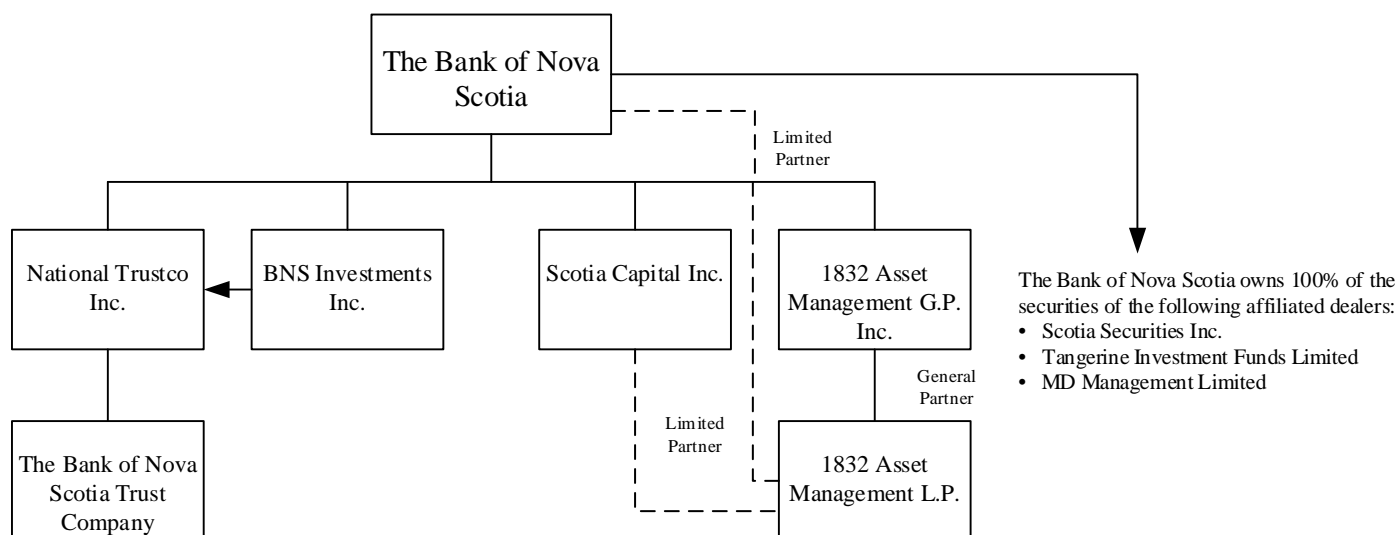 The Bank of Nova
Scotia
Limited
Partner
National Trustco
Inc.
BNS Investments
Inc.
Scotia Capital Inc.
1832 Asset
Management G.P.
Inc.
The Bank of Nova Scotia owns 100% of the
securities of the following affiliated dealers:
• Scotia Securities Inc.
• Tangerine Investment Funds Limited
• MD Management Limited
General
Partner
Limited
Partner
The Bank of Nova
Scotia Trust
Company
1832 Asset
Management L.P.